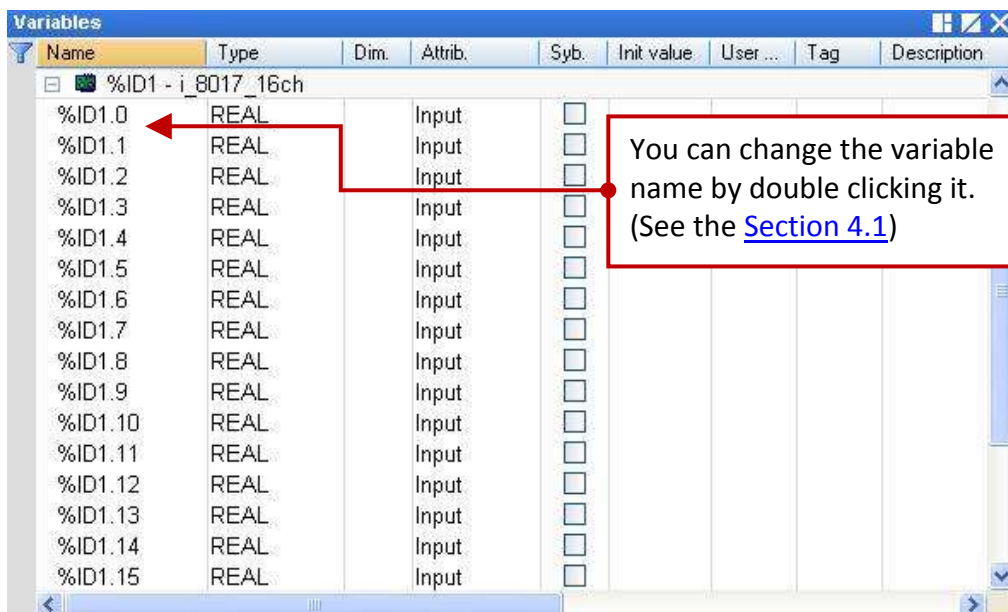 Variables
Name Type Dim. Attrib. Syb. Init value User ... Tag Description
%ID1 - i_8017_16ch
%ID1.0 REAL Input
%ID1.1 REAL Input
%ID1.2 REAL Input
%ID1.3 REAL Input
%ID1.4 REAL Input
%ID1.5 REAL Input
%ID1.6 REAL Input
%ID1.7 REAL Input
%ID1.8 REAL Input
%ID1.9 REAL Input
%ID1.10 REAL Input
%ID1.11 REAL Input
%ID1.12 REAL Input
%ID1.13 REAL Input
%ID1.14 REAL Input
%ID1.15 REAL Input
You can change the variable
name by double clicking it.
(See the Section 4.1)